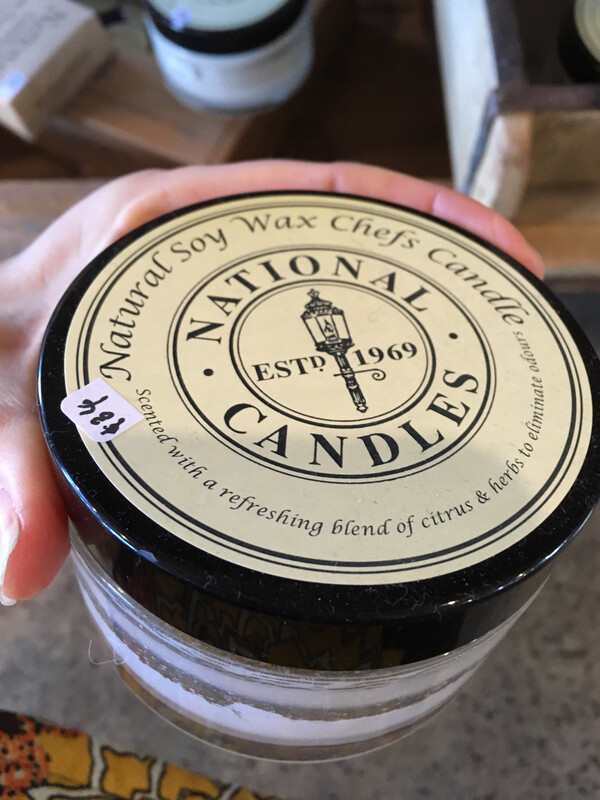 Natural Soy Wax Chefs Candle
NATIONAL
ESTD 1969
CANDLES
Scented with a refreshing blend of citrus & herbs to eliminate odours